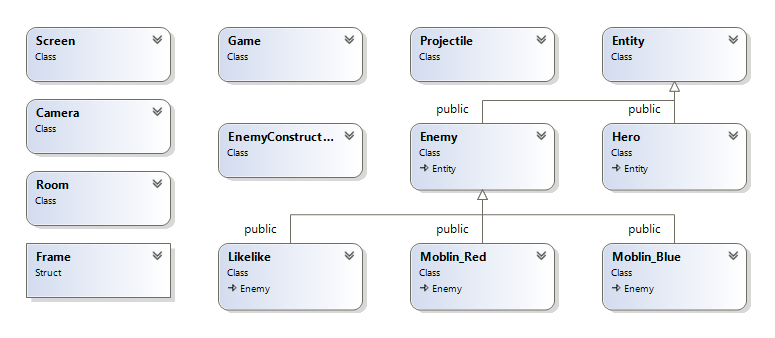 Screen
Class
Game
Class
Projectile
Class
Entity
Class
Camera
Class
public
public
EnemyConstruct...
Class
Enemy
Class
Entity
Hero
Class
Entity
Room
Class
public
public
public
Frame
Struct
Likelike
Class
Enemy
Moblin_Red
Class
Enemy
Moblin_Blue
Class
Enemy